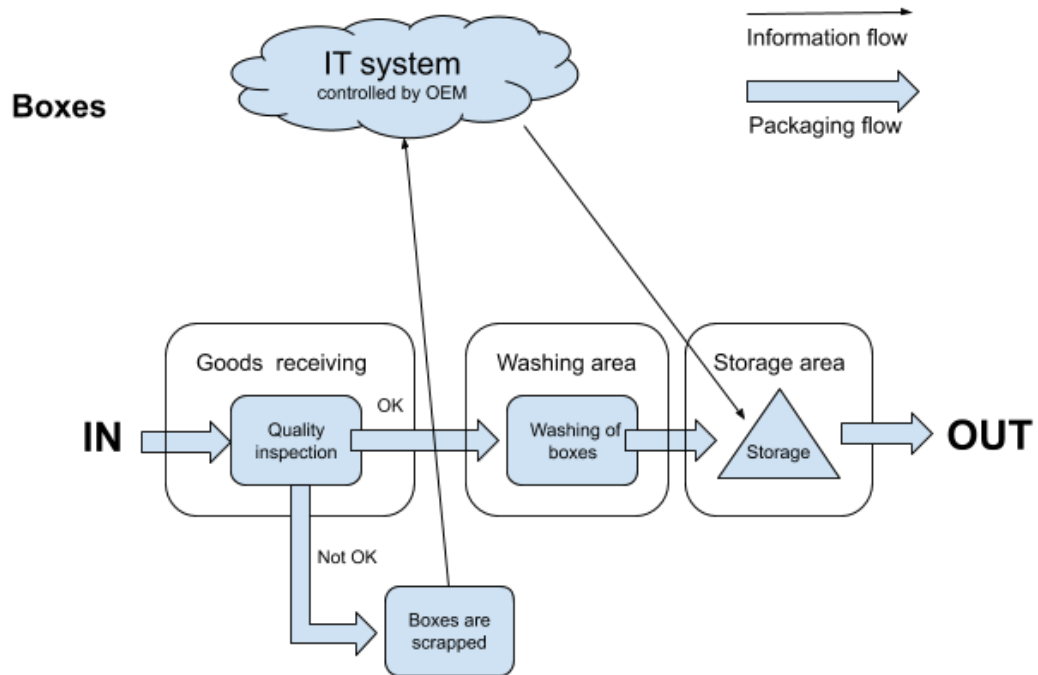 IT system
controlled by OEM
Information flow
Packaging flow
Boxes
Goods receiving
Washing area
Storage area
IN
Quality
inspection
OK
Washing of
boxes
Storage
OUT
Not OK
Boxes are
scrapped